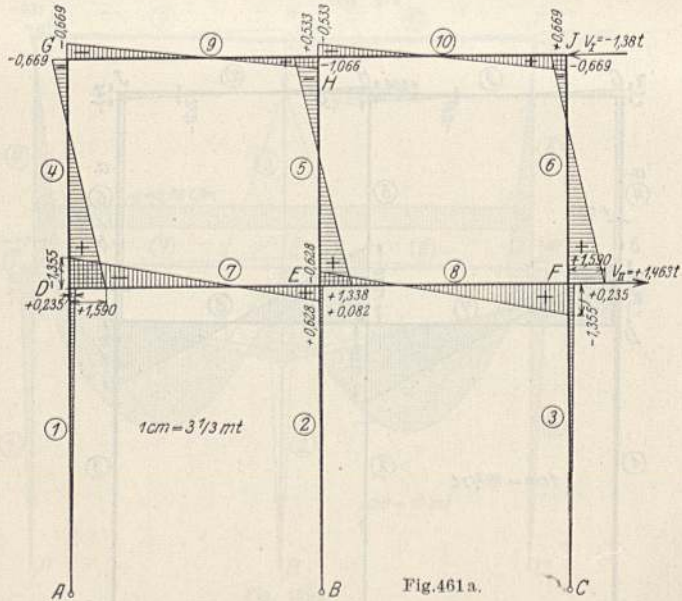 -0,669 +0,533 -0,533 +0,669
G 9 10 J V_I=-1,38t
-0,669 -1,066 -0,669
H
4 5 6
-1,355 -0,628 +1,590
7 E 8 F V_II=+1,463t
D
+0,235 +1,590 +0,628 +1,338 +0,235
+0,082 -1,355
1 1cm=3 1/3 mt 2 3
A B Fig.461a. C